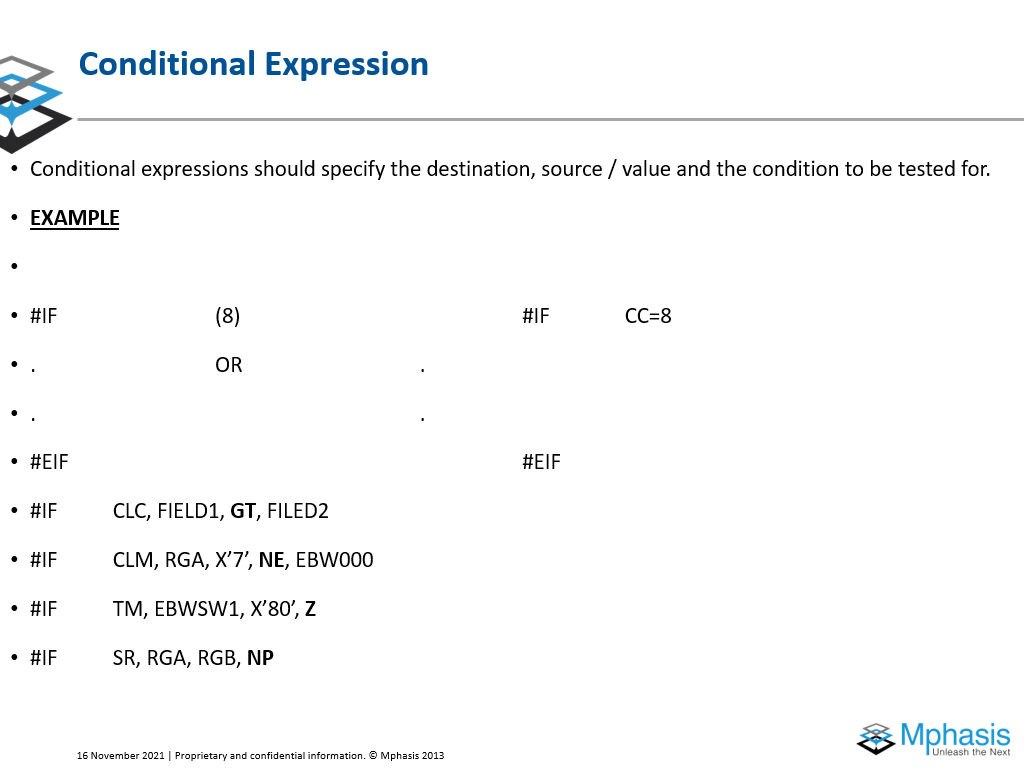 Conditional Expression
• Conditional expressions should specify the destination, source / value and the condition to be tested for.
• EXAMPLE
•
• #IF (8) #IF CC=8
• . OR .
• . .
• #EIF #EIF
• #IF CLC, FIELD1, GT, FILED2
• #IF CLM, RGA, X’7’, NE, EBW000
• #IF TM, EBWSW1, X’80’, Z
• #IF SR, RGA, RGB, NP
Mphasis
Unleash the Next
16 November 2021 | Proprietary and confidential information. © Mphasis 2013